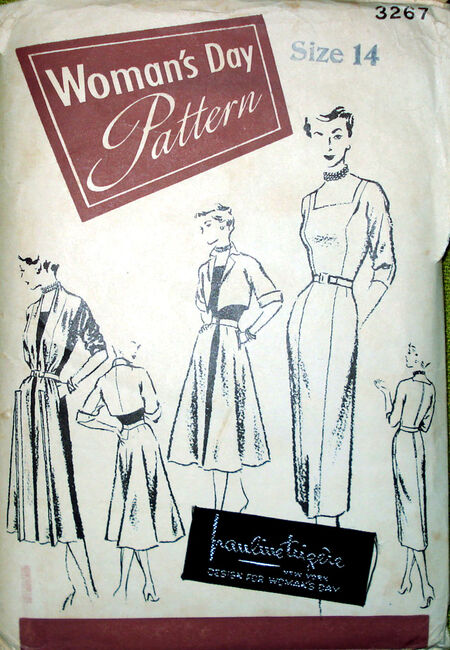 3267
Size 14
Woman's Day
Pattern
pauline trigère
NEW YORK
DESIGN FOR WOMAN'S DAY